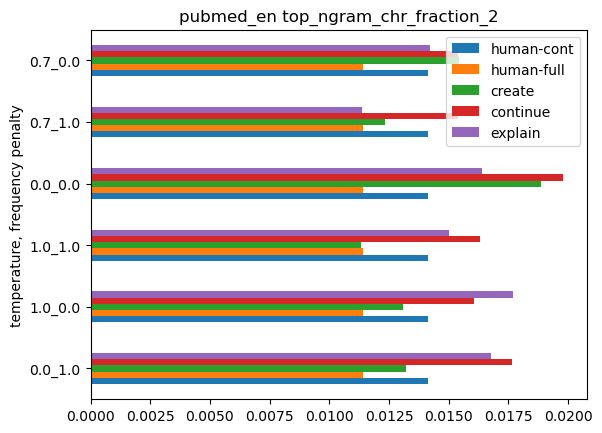 pubmed_en top_ngram_chr_fraction_2
temperature, frequency penalty
0.7_0.0
0.7_1.0
0.0_0.0
1.0_1.0
1.0_0.0
0.0_1.0
human-cont
human-full
create
continue
explain
0.0000 0.0025 0.0050 0.0075 0.0100 0.0125 0.0150 0.0175 0.0200